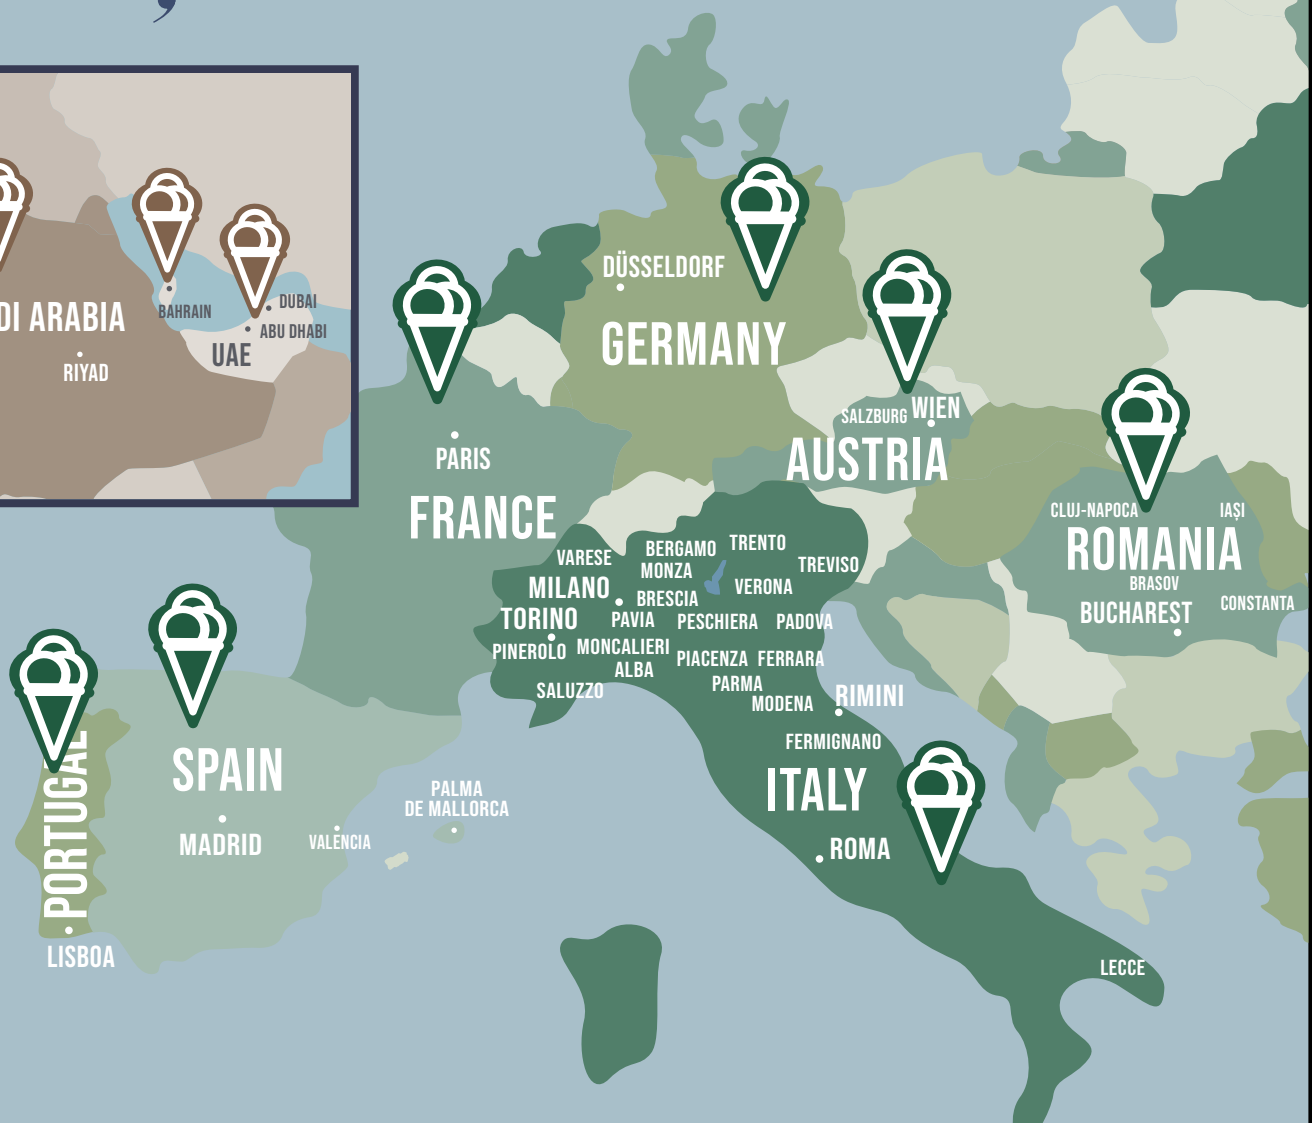 ’
DI ARABIA
RIYAD
BAHRAIN
DUBAI
ABU DHABI
UAE
DÜSSELDORF
GERMANY
PARIS
FRANCE
SALZBURG
WIEN
AUSTRIA
CLUJ-NAPOCA
IAȘI
ROMANIA
BRASOV
BUCHAREST
CONSTANTA
VARESE
BERGAMO
TRENTO
MONZA
TREVISO
MILANO
BRESCIA
VERONA
TORINO
PAVIA
PESCHIERA
PADOVA
PINEROLO
MONCALIERI
ALBA
PIACENZA
FERRARA
SALUZZO
PARMA
MODENA
RIMINI
FERMIGNANO
ITALY
ROMA
LECCE
PORTUGAL
LISBOA
SPAIN
MADRID
VALENCIA
PALMA
DE MALLORCA